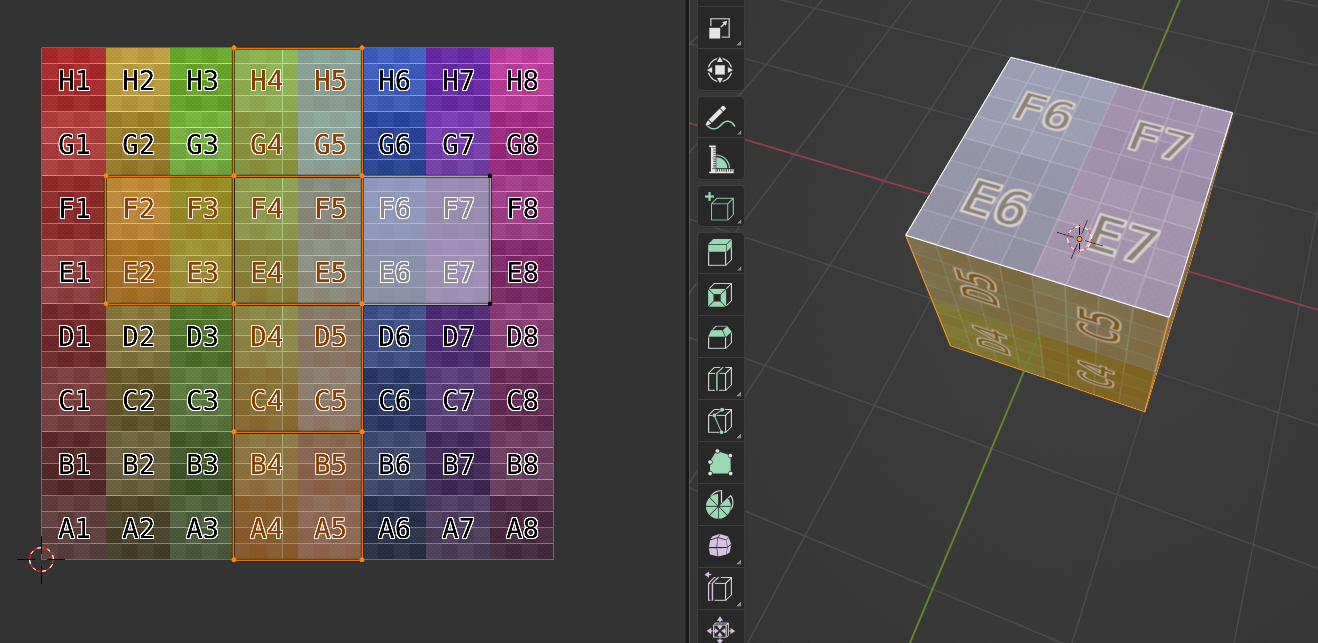 H1 H2 H3 H4 H5 H6 H7 H8
G1 G2 G3 G4 G5 G6 G7 G8
F1 F2 F3 F4 F5 F6 F7 F8
E1 E2 E3 E4 E5 E6 E7 E8
D1 D2 D3 D4 D5 D6 D7 D8
C1 C2 C3 C4 C5 C6 C7 C8
B1 B2 B3 B4 B5 B6 B7 B8
A1 A2 A3 A4 A5 A6 A7 A8
F6 F7
E6 E7
D5 C5
D4 C4